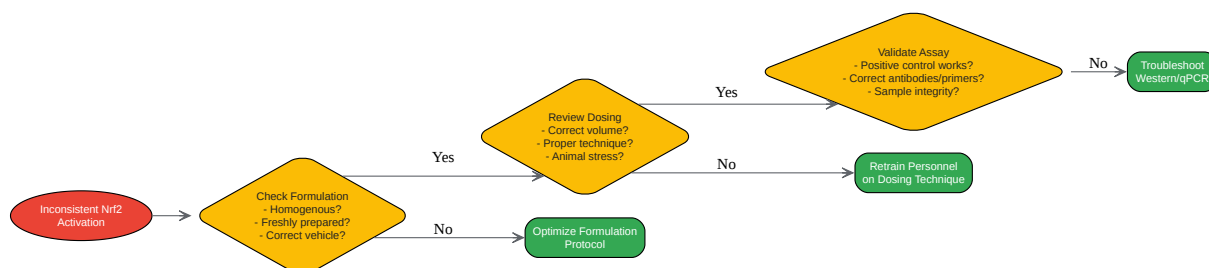 Inconsistent Nrf2
Activation
Check Formulation
- Homogenous?
- Freshly prepared?
- Correct vehicle?
Yes
No
Optimize Formulation
Protocol
Review Dosing
- Correct volume?
- Proper technique?
- Animal stress?
Yes
No
Retrain Personnel
on Dosing Technique
Validate Assay
- Positive control works?
- Correct antibodies/primers?
- Sample integrity?
No
Troubleshoot
Western/qPCR